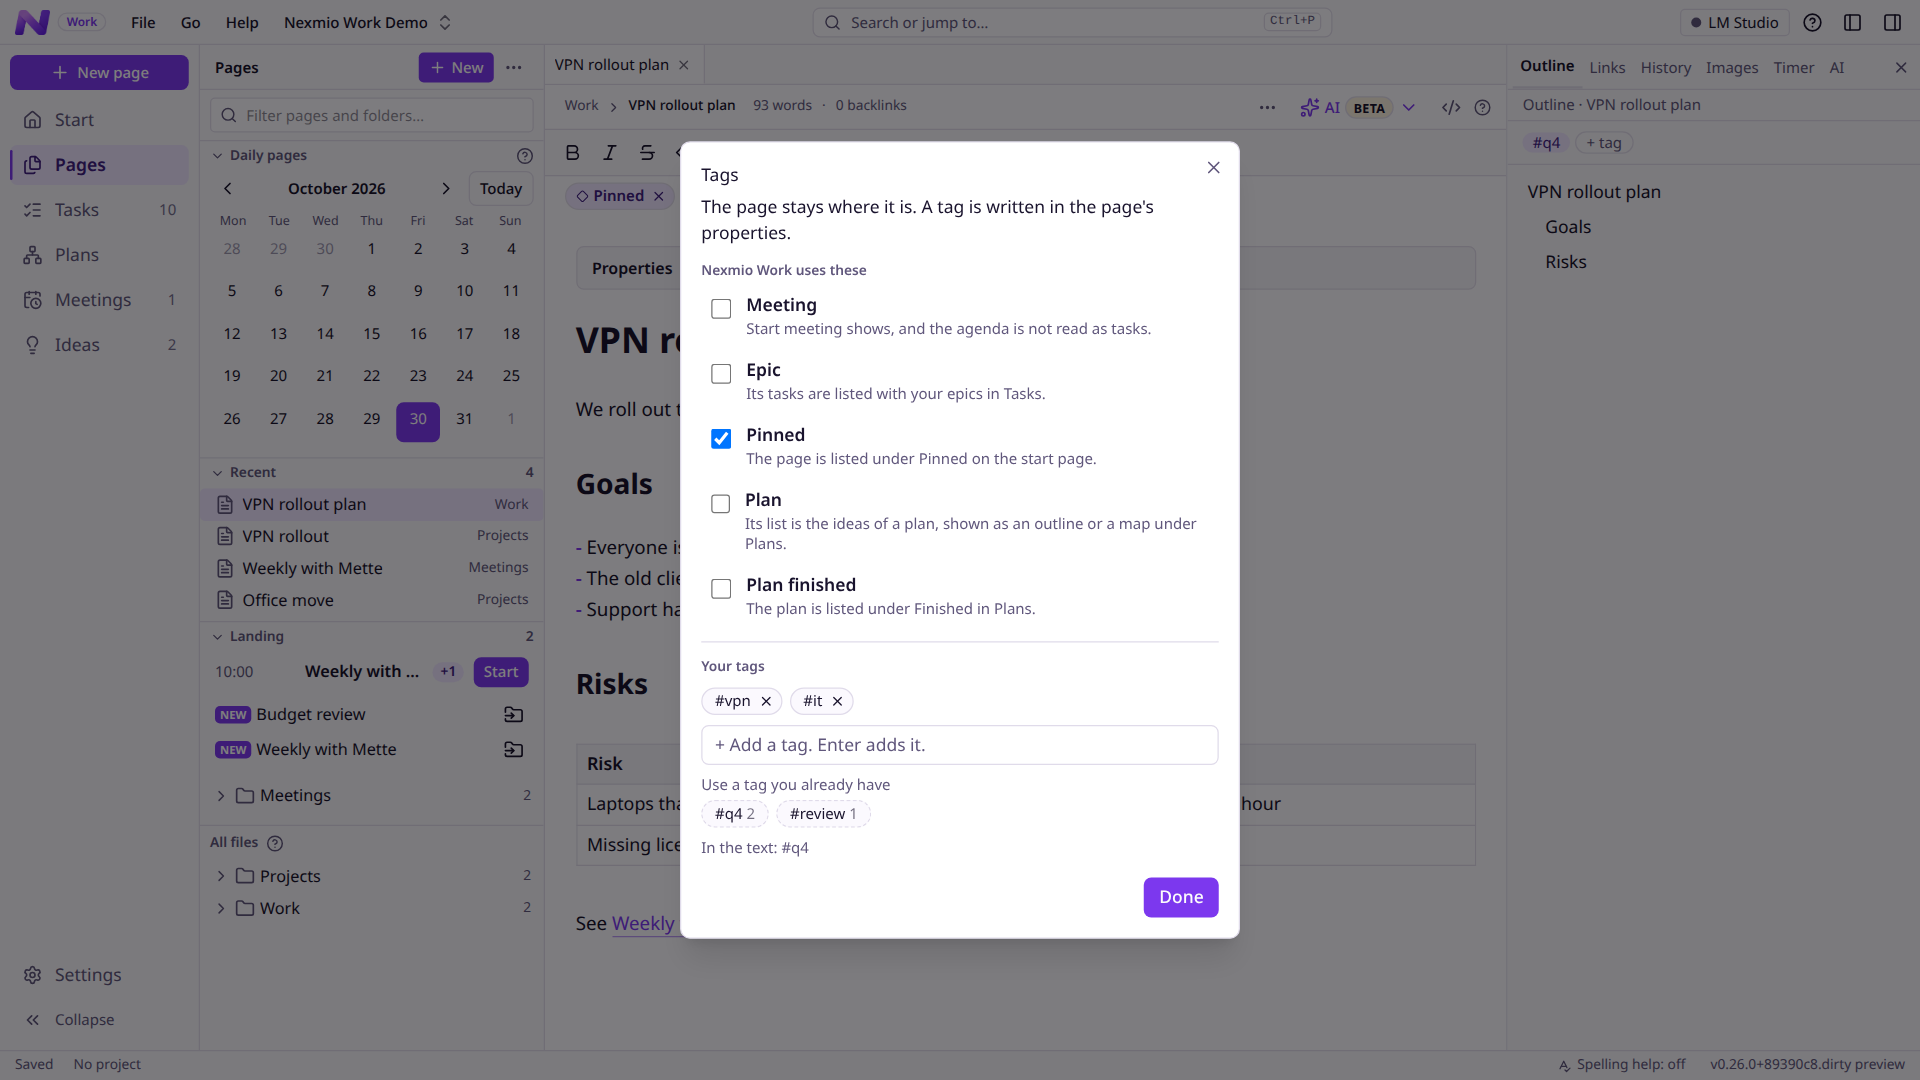 Work File Go Help Nexmio Work Demo
Search or jump to... Ctrl+P
LM Studio
New page
Start
Pages
Tasks 10
Plans
Meetings 1
Ideas 2
Settings
Collapse
Pages New
Filter pages and folders...
Daily pages
October 2026 Today
Mon Tue Wed Thu Fri Sat Sun
28 29 30 1 2 3 4
5 6 7 8 9 10 11
12 13 14 15 16 17 18
19 20 21 22 23 24 25
26 27 28 29 30 31 1
Recent 4
VPN rollout plan Work
VPN rollout Projects
Weekly with Mette Meetings
Office move Projects
Landing 2
10:00 Weekly with ... +1 Start
NEW Budget review
NEW Weekly with Mette
Meetings 2
All files
Projects 2
Work 2
VPN rollout plan
Work > VPN rollout plan 93 words · 0 backlinks
AI BETA
Pinned
Properties
VPN r
We roll out
Goals
- Everyone
- The old
- Support
Risks
Risk
Laptops hour
Missing
See Weekly
Tags
The page stays where it is. A tag is written in the page's
properties.
Nexmio Work uses these
Meeting
Start meeting shows, and the agenda is not read as tasks.
Epic
Its tasks are listed with your epics in Tasks.
Pinned
The page is listed under Pinned on the start page.
Plan
Its list is the ideas of a plan, shown as an outline or a map under
Plans.
Plan finished
The plan is listed under Finished in Plans.
Your tags
#vpn #it
+ Add a tag. Enter adds it.
Use a tag you already have
#q4 2 #review 1
In the text: #q4
Done
Outline Links History Images Timer AI
Outline · VPN rollout plan
#q4 + tag
VPN rollout plan
Goals
Risks
Saved No project
Spelling help: off v0.26.0+89390c8.dirty preview